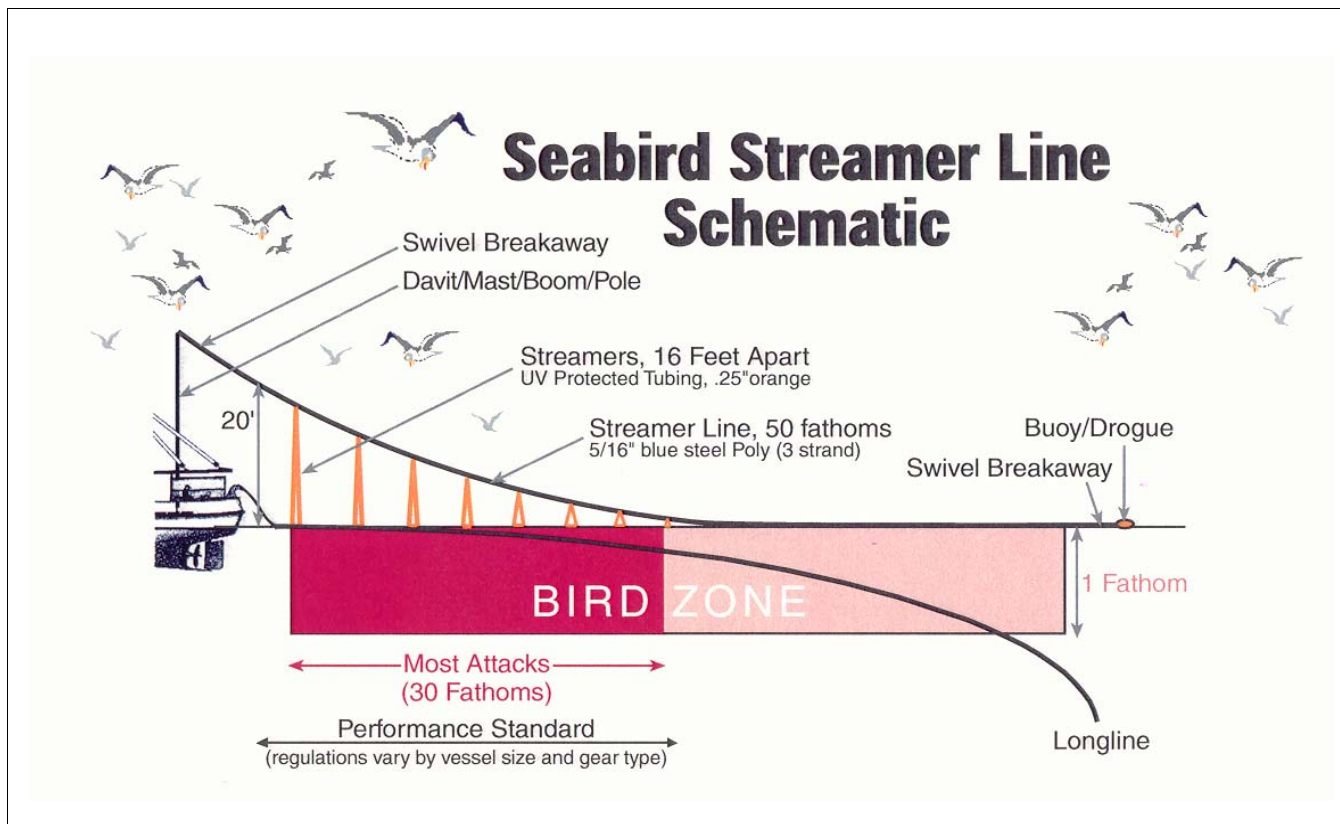 Seabird Streamer Line
Schematic
Swivel Breakaway
Davit/Mast/Boom/Pole
Streamers, 16 Feet Apart
UV Protected Tubing, .25"orange
20'
Streamer Line, 50 fathoms
5/16" blue steel Poly (3 strand)
Buoy/Drogue
Swivel Breakaway
1 Fathom
BIRD ZONE
Most Attacks
(30 Fathoms)
Performance Standard
(regulations vary by vessel size and gear type)
Longline